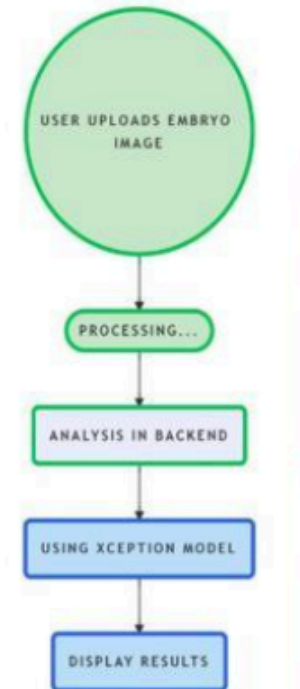 USER UPLOADS EMBRYO
IMAGE
PROCESSING...
ANALYSIS IN BACKEND
USING XCEPTION MODEL
DISPLAY RESULTS